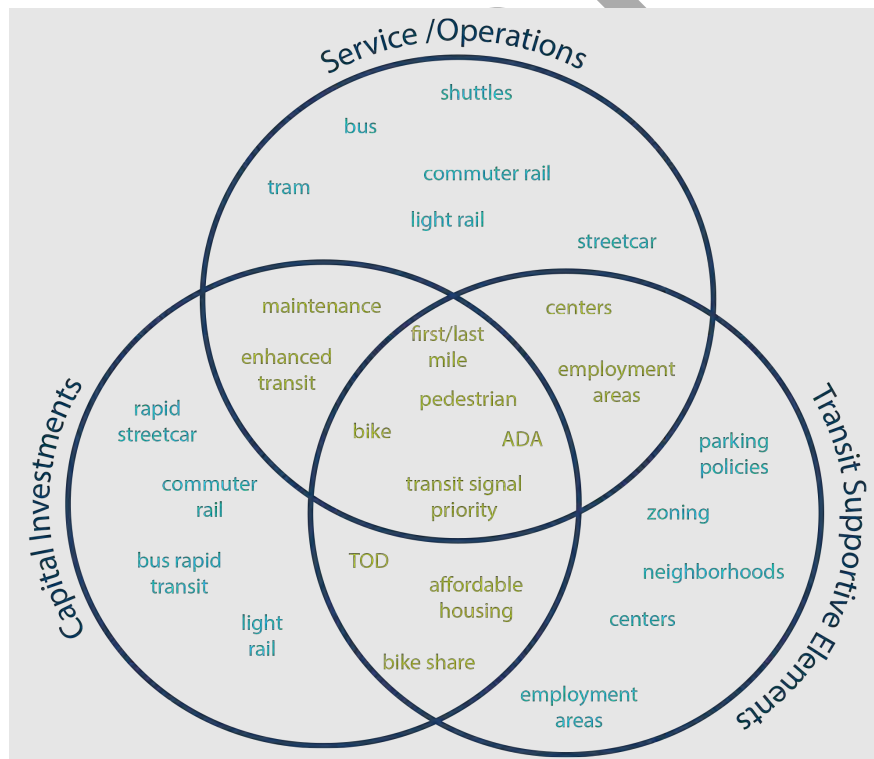 Service /Operations
shuttles
bus
commuter rail
tram
light rail
streetcar
maintenance
centers
first/last
mile
enhanced
transit
employment
areas
pedestrian
bike
ADA
transit signal
priority
Capital Investments
rapid
streetcar
commuter
rail
bus rapid
transit
light
rail
TOD
affordable
housing
bike share
Transit Supportive Elements
parking
policies
zoning
neighborhoods
centers
employment
areas